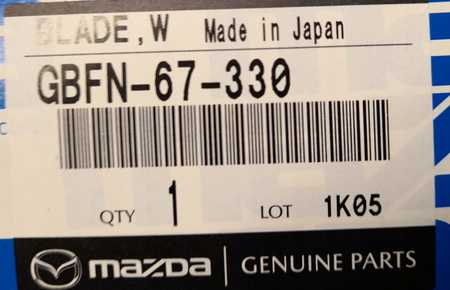 BLADE,W Made in Japan
GBFN-67-330
QTY 1 LOT 1K05
mazda GENUINE PARTS